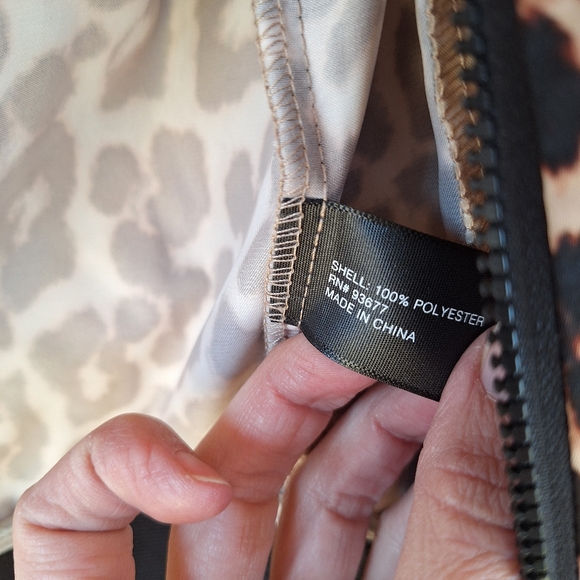 SHELL: 100% POLYESTER
RN# 93677
MADE IN CHINA